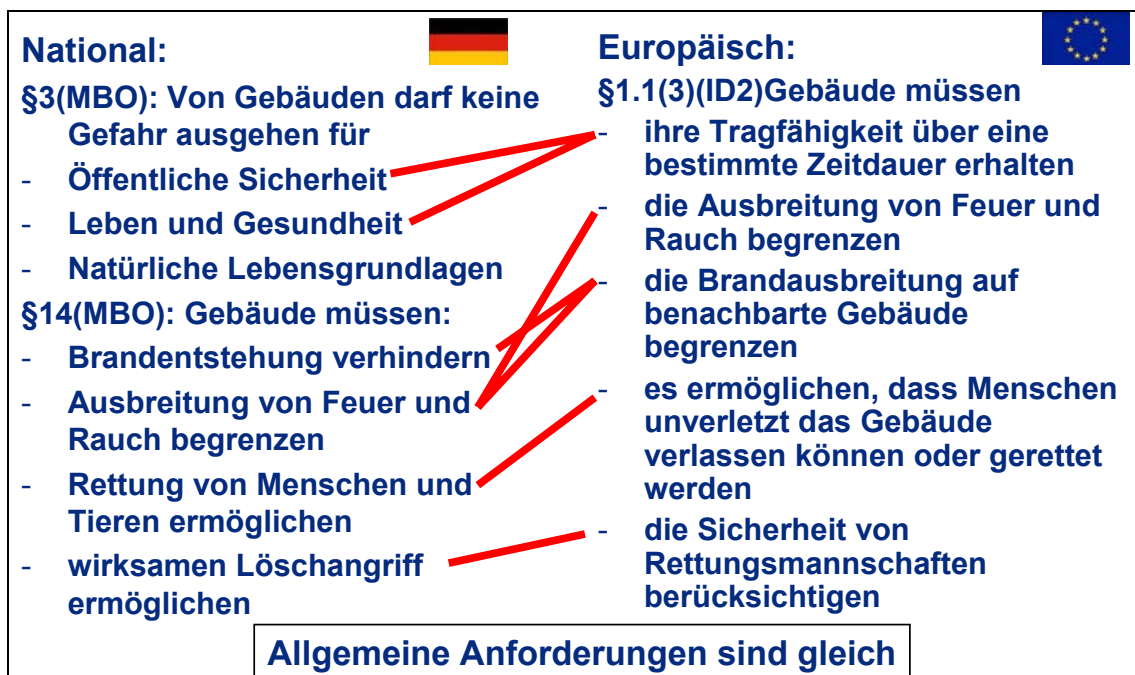 National:
§3(MBO): Von Gebäuden darf keine
Gefahr ausgehen für
- Öffentliche Sicherheit
- Leben und Gesundheit
- Natürliche Lebensgrundlagen
§14(MBO): Gebäude müssen:
- Brandentstehung verhindern
- Ausbreitung von Feuer und
Rauch begrenzen
- Rettung von Menschen und
Tieren ermöglichen
- wirksamen Löschangriff
ermöglichen
Europäisch:
§1.1(3)(ID2)Gebäude müssen
- ihre Tragfähigkeit über eine
bestimmte Zeitdauer erhalten
- die Ausbreitung von Feuer und
Rauch begrenzen
- die Brandausbreitung auf
benachbarte Gebäude
begrenzen
- es ermöglichen, dass Menschen
unverletzt das Gebäude
verlassen können oder gerettet
werden
- die Sicherheit von
Rettungsmannschaften
berücksichtigen
Allgemeine Anforderungen sind gleich